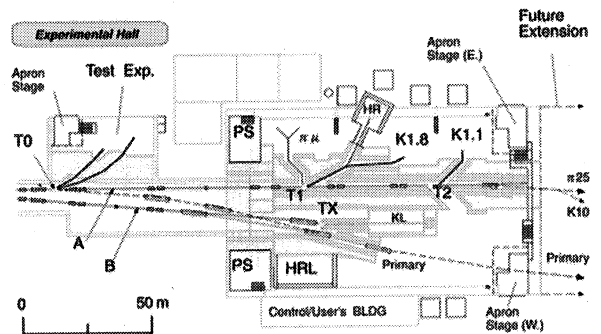 Experimental Hall
Future
Extension
Apron
Stage
Test Exp.
Apron
Stage (E.)
T0
PS
π μ
HR
K1.8
K1.1
T1
T2
π25
TX
KL
K10
A
B
PS
HRL
Primary
Primary
0
50 m
Control/User's BLDG
Apron
Stage (W.)